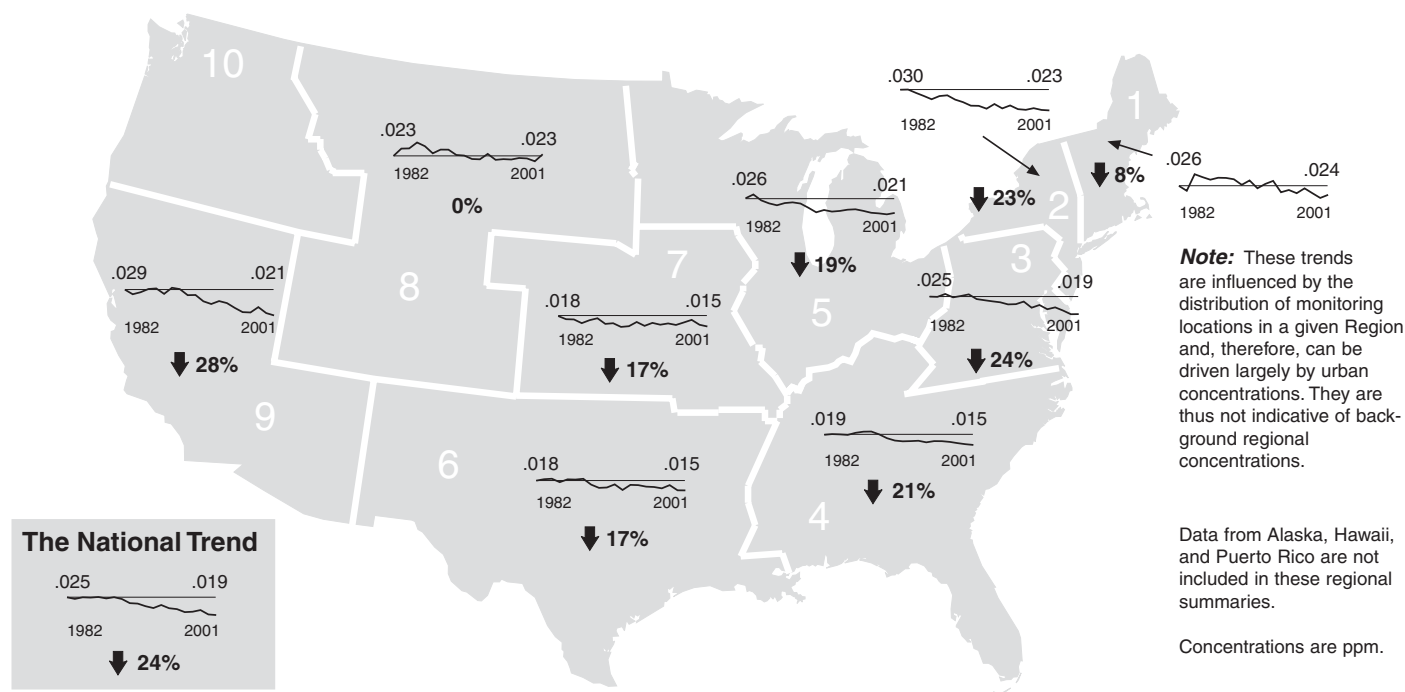 10
.023 .023
1982 2001
0%
8
.029 .021
1982 2001
28%
9
.018 .015
1982 2001
17%
7
.018 .015
1982 2001
17%
6
.026 .021
1982 2001
19%
5
.030 .023
1982 2001
23%
2
1
8%
.026 .024
1982 2001
3
.025 .019
1982 2001
24%
.019 .015
1982 2001
21%
4
The National Trend
.025 .019
1982 2001
24%
Note: These trends
are influenced by the
distribution of monitoring
locations in a given Region
and, therefore, can be
driven largely by urban
concentrations. They are
thus not indicative of back-
ground regional
concentrations.
Data from Alaska, Hawaii,
and Puerto Rico are not
included in these regional
summaries.
Concentrations are ppm.